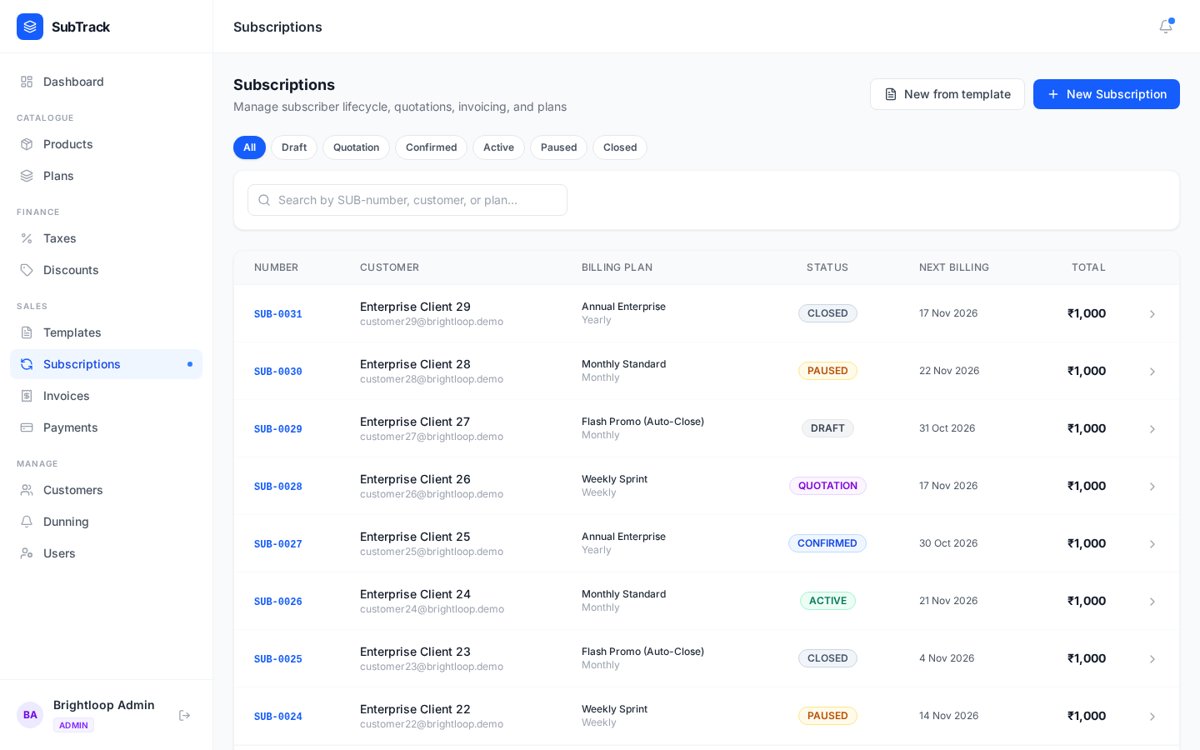 SubTrack
Subscriptions
Dashboard
CATALOGUE
Products
Plans
FINANCE
Taxes
Discounts
SALES
Templates
Subscriptions
Invoices
Payments
MANAGE
Customers
Dunning
Users
BA
Brightloop Admin
ADMIN
Subscriptions
Manage subscriber lifecycle, quotations, invoicing, and plans
New from template
New Subscription
All Draft Quotation Confirmed Active Paused Closed
Search by SUB-number, customer, or plan...
NUMBER CUSTOMER BILLING PLAN STATUS NEXT BILLING TOTAL
SUB-0031 Enterprise Client 29 Annual Enterprise CLOSED 17 Nov 2026 ₹1,000
customer29@brightloop.demo Yearly
SUB-0030 Enterprise Client 28 Monthly Standard PAUSED 22 Nov 2026 ₹1,000
customer28@brightloop.demo Monthly
SUB-0029 Enterprise Client 27 Flash Promo (Auto-Close) DRAFT 31 Oct 2026 ₹1,000
customer27@brightloop.demo Monthly
SUB-0028 Enterprise Client 26 Weekly Sprint QUOTATION 17 Nov 2026 ₹1,000
customer26@brightloop.demo Weekly
SUB-0027 Enterprise Client 25 Annual Enterprise CONFIRMED 30 Oct 2026 ₹1,000
customer25@brightloop.demo Yearly
SUB-0026 Enterprise Client 24 Monthly Standard ACTIVE 21 Nov 2026 ₹1,000
customer24@brightloop.demo Monthly
SUB-0025 Enterprise Client 23 Flash Promo (Auto-Close) CLOSED 4 Nov 2026 ₹1,000
customer23@brightloop.demo Monthly
SUB-0024 Enterprise Client 22 Weekly Sprint PAUSED 14 Nov 2026 ₹1,000
customer22@brightloop.demo Weekly